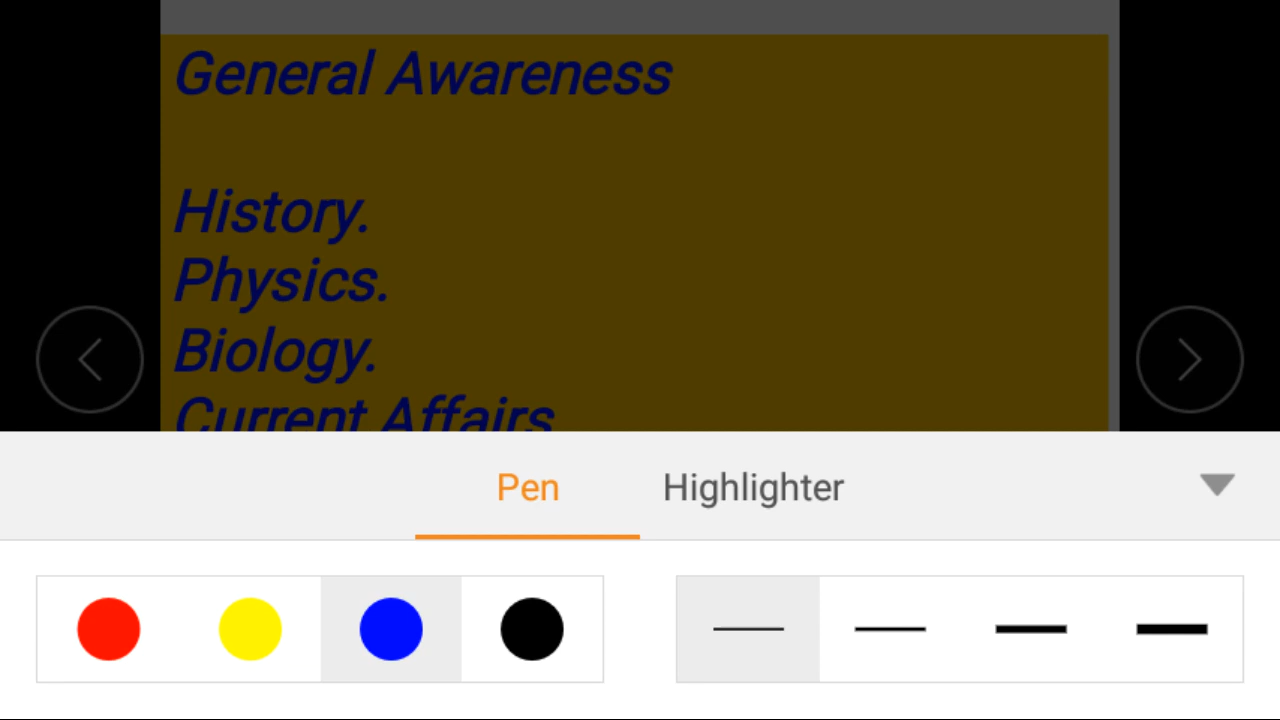 General Awareness
History.
Physics.
Biology.
Current Affairs
Pen Highlighter